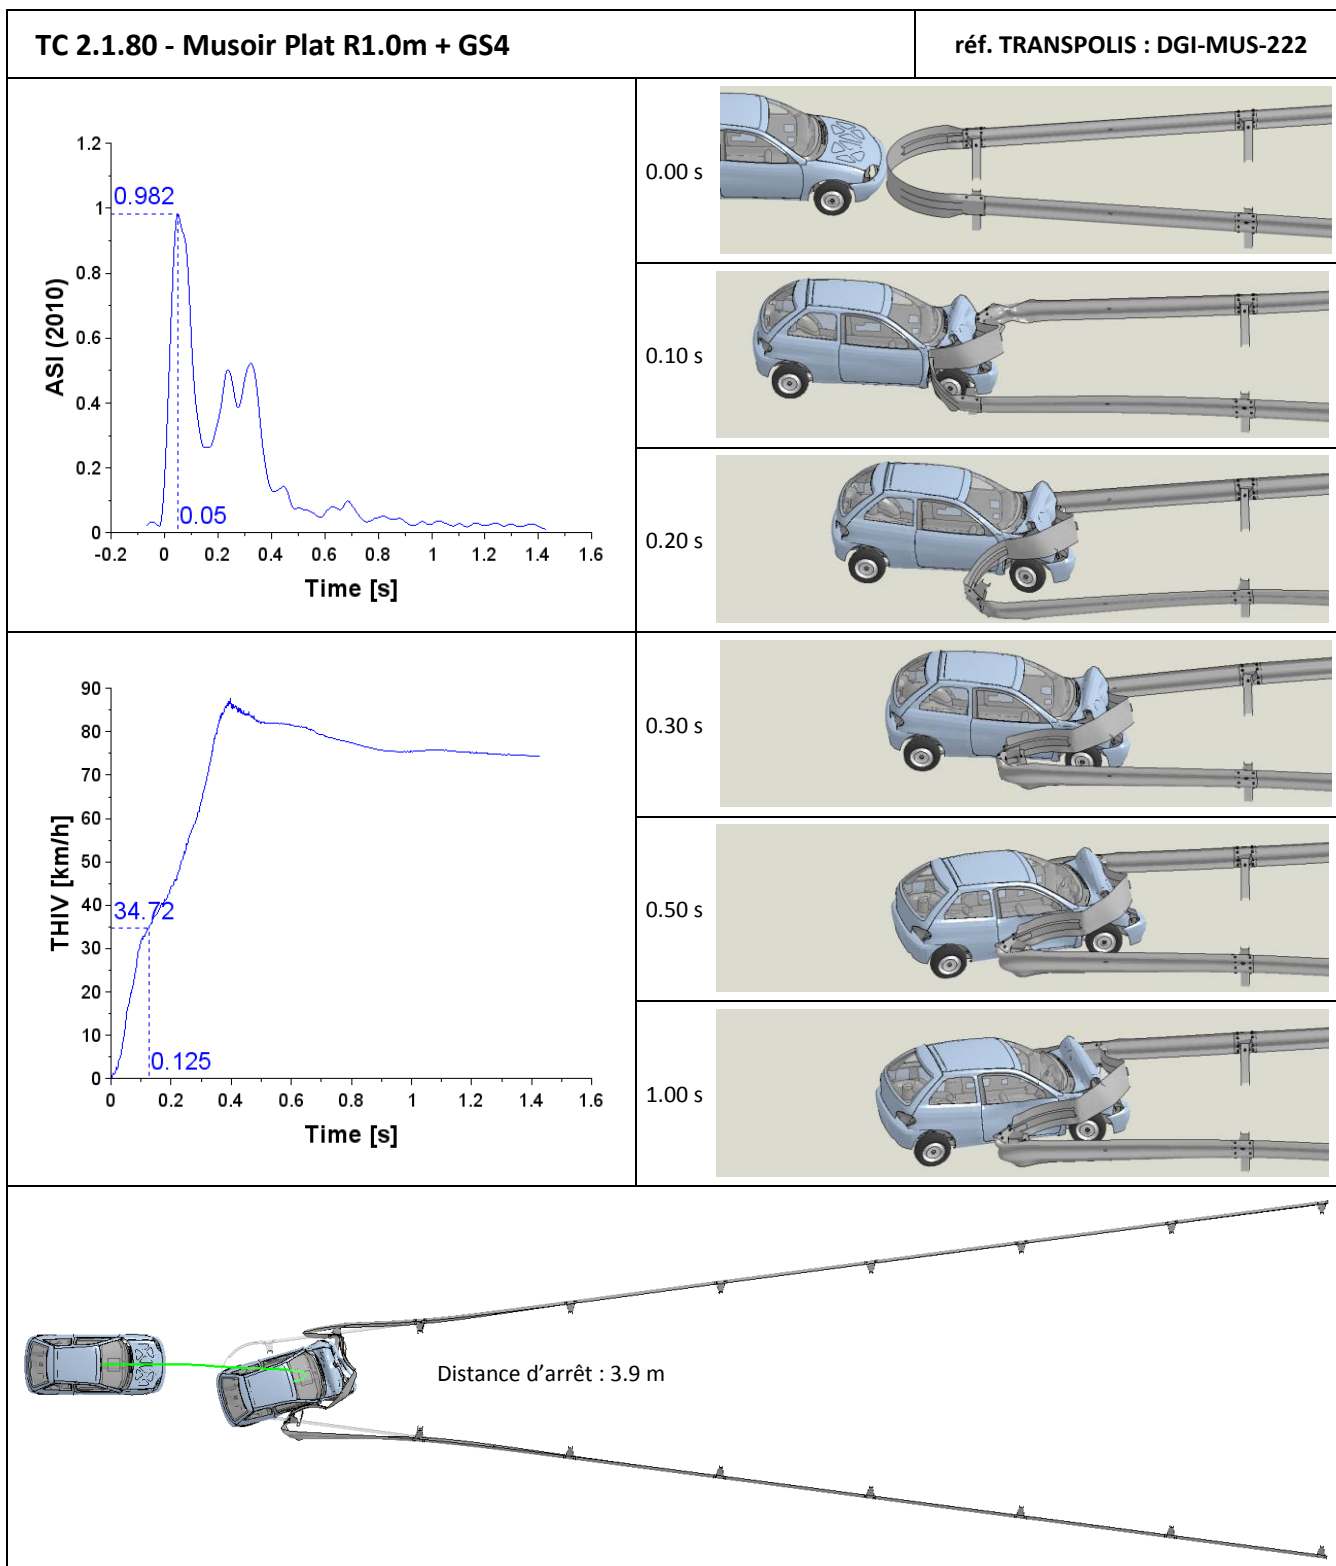 TC 2.1.80 - Musoir Plat R1.0m + GS4
réf. TRANSPOLIS : DGI-MUS-222
ASI (2010)
1.2
1
0.8
0.6
0.4
0.2
0
0.982
0.05
-0.2 0 0.2 0.4 0.6 0.8 1 1.2 1.4 1.6
Time [s]
0.00 s
0.10 s
0.20 s
THIV [km/h]
90
80
70
60
50
40
30
20
10
0
34.72
0.125
0 0.2 0.4 0.6 0.8 1 1.2 1.4 1.6
Time [s]
0.30 s
0.50 s
1.00 s
Distance d’arrêt : 3.9 m